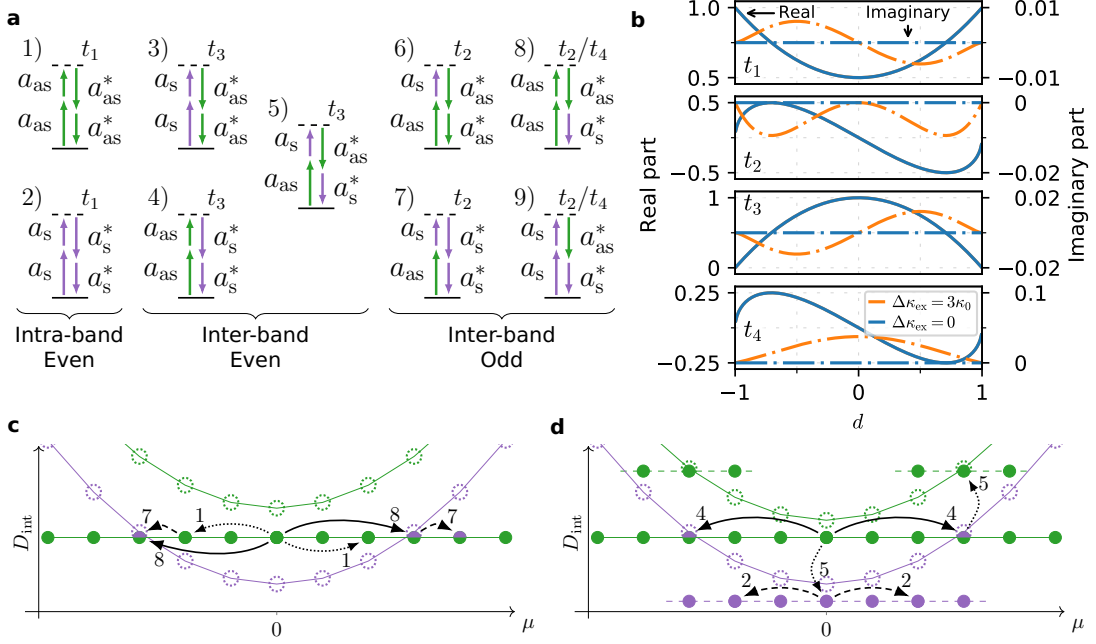 a
1) t₁
a_as a*_as
a_as a*_as
3) t₃
a_s a*_as
a_s a*_as
5) t₃
a_s a*_as
a_as a*_s
6) t₂
a_as a*_as
a_as a*_as
8) t₂/t₄
a_as a*_as
a_as a*_s
2) t₁
a_s a*_s
a_s a*_s
4) t₃
a_as a*_s
a_as a*_s
7) t₂
a_s a*_s
a_as a*_s
9) t₂/t₄
a_s a*_as
a_s a*_s
Intra-band
Even
Inter-band
Even
Inter-band
Odd
b
Real part
Imaginary part
1.0
0.5
Real
Imaginary
t₁
0.01
−0.01
0.5
−0.5
t₂
0
−0.02
1
0
t₃
0.02
−0.02
0.25
−0.25
t₄
Δκ_ex = 3κ₀
Δκ_ex = 0
0.1
0
−1 0 1
d
c
D_int
7 1 8 7
8 1
0
μ
d
D_int
4 4 5
5
2 2
0
μ